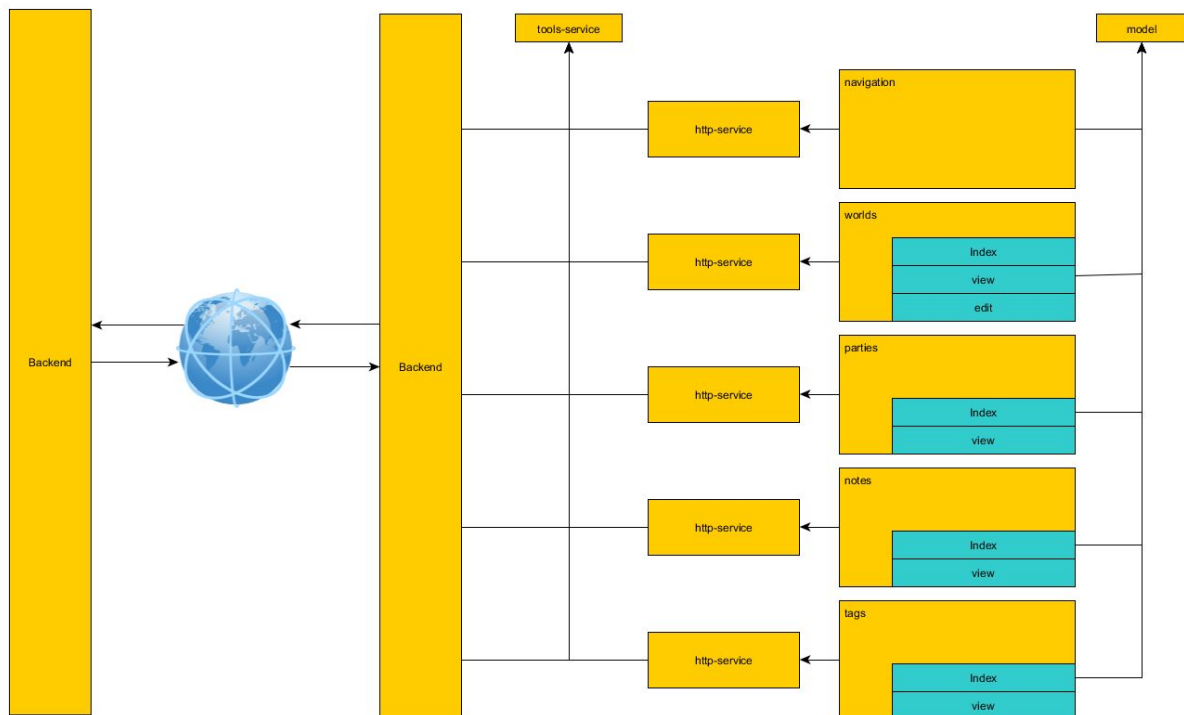 tools-service
model
navigation
http-service
worlds
Index
http-service
view
edit
parties
Backend
Backend
http-service
Index
view
notes
http-service
Index
view
tags
http-service
Index
view